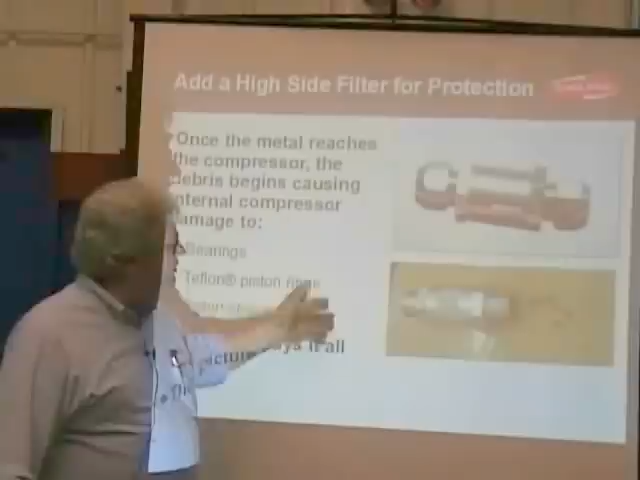 Add a High Side Filter for Protection
Once the metal reaches
the compressor, the
debris begins causing
internal compressor
damage to:
Bearings
Teflon® piston rings
picture says it all